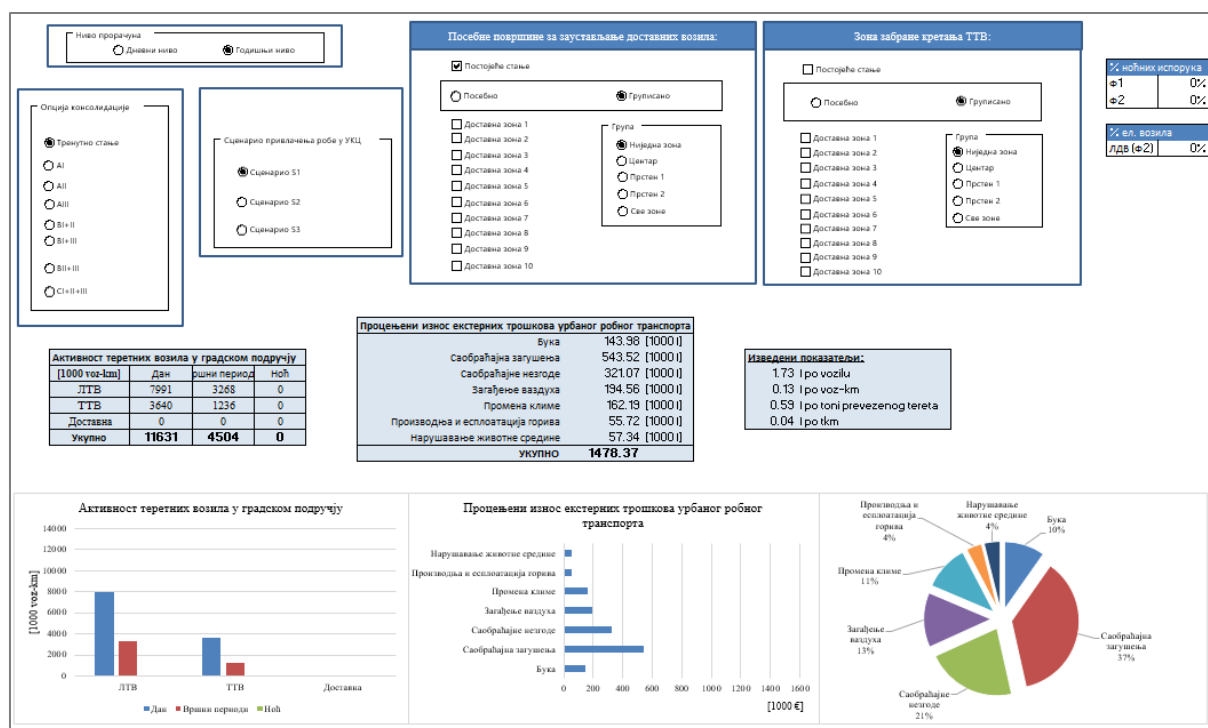 Ниво прорачуна
Дневни ниво
Годишњи ниво
Опција консолидације
Тренутно стање
AI
AII
AIII
BI+II
BI+III
BII+III
CI+II+III
Сценарио привлачења робе у УКЦ
Сценарио S1
Сценарио S2
Сценарио S3
Посебне површине за заустављање доставних возила:
Постојеће стање
Посебно
Груписано
Доставна зона 1
Доставна зона 2
Доставна зона 3
Доставна зона 4
Доставна зона 5
Доставна зона 6
Доставна зона 7
Доставна зона 8
Доставна зона 9
Доставна зона 10
Група
Ниједна зона
Центар
Прстен 1
Прстен 2
Све зоне
Зона забране кретања ТТВ:
Постојеће стање
Посебно
Груписано
Доставна зона 1
Доставна зона 2
Доставна зона 3
Доставна зона 4
Доставна зона 5
Доставна зона 6
Доставна зона 7
Доставна зона 8
Доставна зона 9
Доставна зона 10
Група
Ниједна зона
Центар
Прстен 1
Прстен 2
Све зоне
% ноћних испорука
Ф1 0%
Ф2 0%
% ел. возила
ЛДВ (Ф2) 0%
Активност теретних возила у градском подручју
[1000 voz-km] Дан ршни период Ноћ
ЛТВ 7991 3268 0
ТТВ 3640 1236 0
Доставна 0 0 0
Укупно 11631 4504 0
Процењени износ екстерних трошкова урбаног робног транспорта
Бука 143.98 [1000 l]
Саобраћајна загушења 543.52 [1000 l]
Саобраћајне незгоде 321.07 [1000 l]
Загађење ваздуха 194.56 [1000 l]
Промена климе 162.19 [1000 l]
Производња и есплоатација горива 55.72 [1000 l]
Нарушавање животне средине 57.34 [1000 l]
УКУПНО 1478.37
Изведени показатељи:
1.73 l po vozilu
0.13 l po voz-km
0.59 l po toni prevezenog tereta
0.04 l po tkm
Активност теретних возила у градском подручју
[1000 voz-km]
14000
12000
10000
8000
6000
4000
2000
0
ЛТВ ТТВ Доставка
Дан Вршни периоди Ноћ
Процењени износ екстерних трошкова урбаног робног
транспорта
Нарушавање животне средине
Производња и есплоатација горива
Промена климе
Загађење ваздуха
Саобраћајне незгоде
Саобраћајна загушења
Бука
0 200 400 600 800 1000 1200 1400 1600
[1000 €]
Производња и
есплоатација
горива
4%
Нарушавање
животне средине
4%
Бука
10%
Промена климе
11%
Загађење
ваздуха
13%
Саобраћајне
незгоде
21%
Саобраћајна
загушења
37%